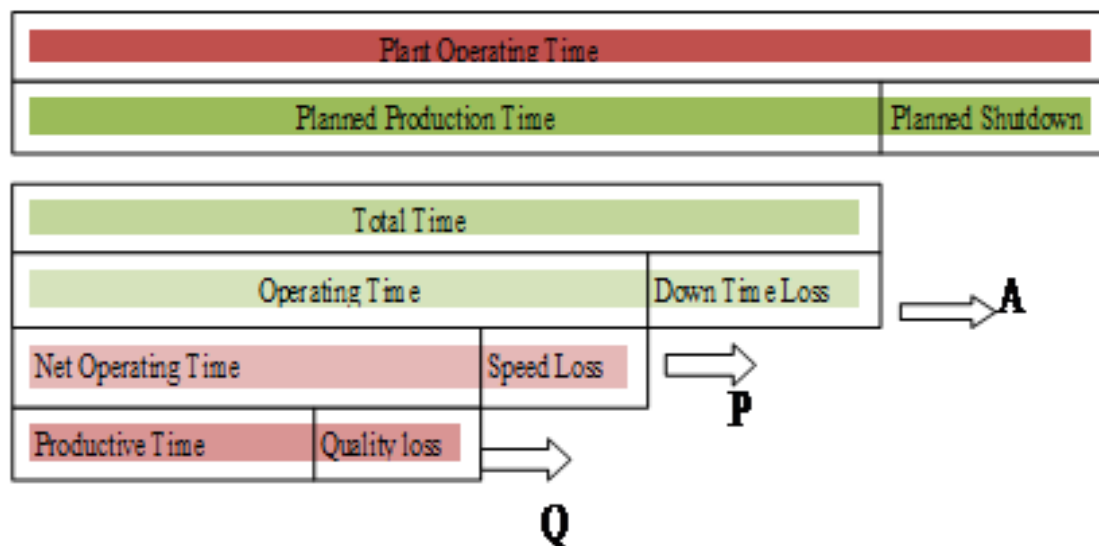 Plant Operating Time
Planned Production Time Planned Shutdown
Total Time
Operating Time Down Time Loss
A
Net Operating Time Speed Loss
P
Productive Time Quality loss
Q